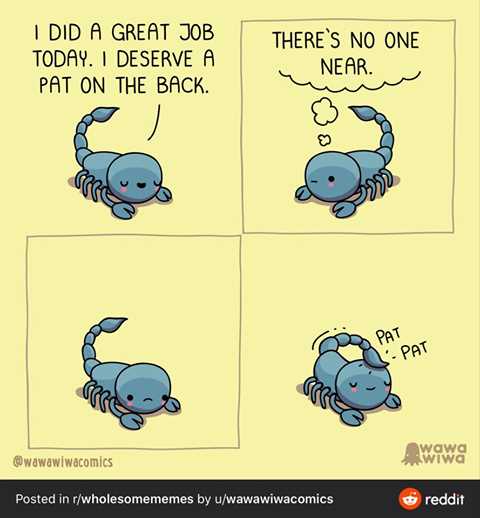 I DID A GREAT JOB
TODAY. I DESERVE A
PAT ON THE BACK.
THERE'S NO ONE
NEAR.
PAT
- PAT
@wawawiwacomics
wawa
wiwa
Posted in r/wholesomememes by u/wawawiwacomics
reddit